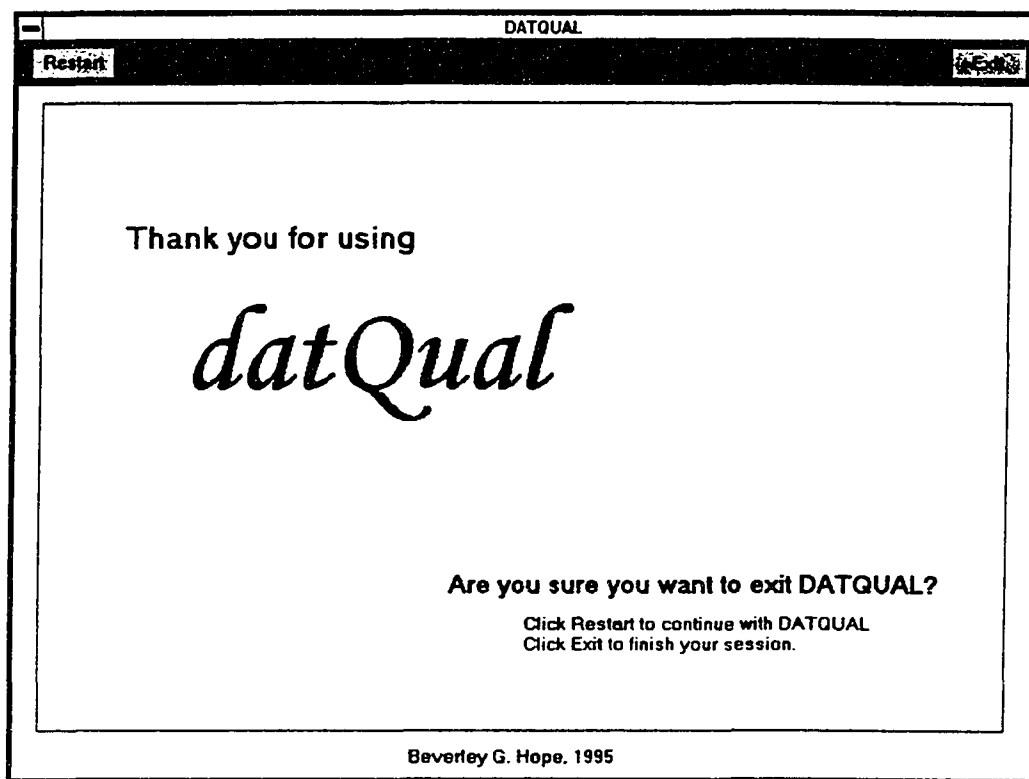 DATQUAL
Restart
Exit
Thank you for using
datQual
Are you sure you want to exit DATQUAL?
Click Restart to continue with DATQUAL
Click Exit to finish your session.
Beverley G. Hope, 1995